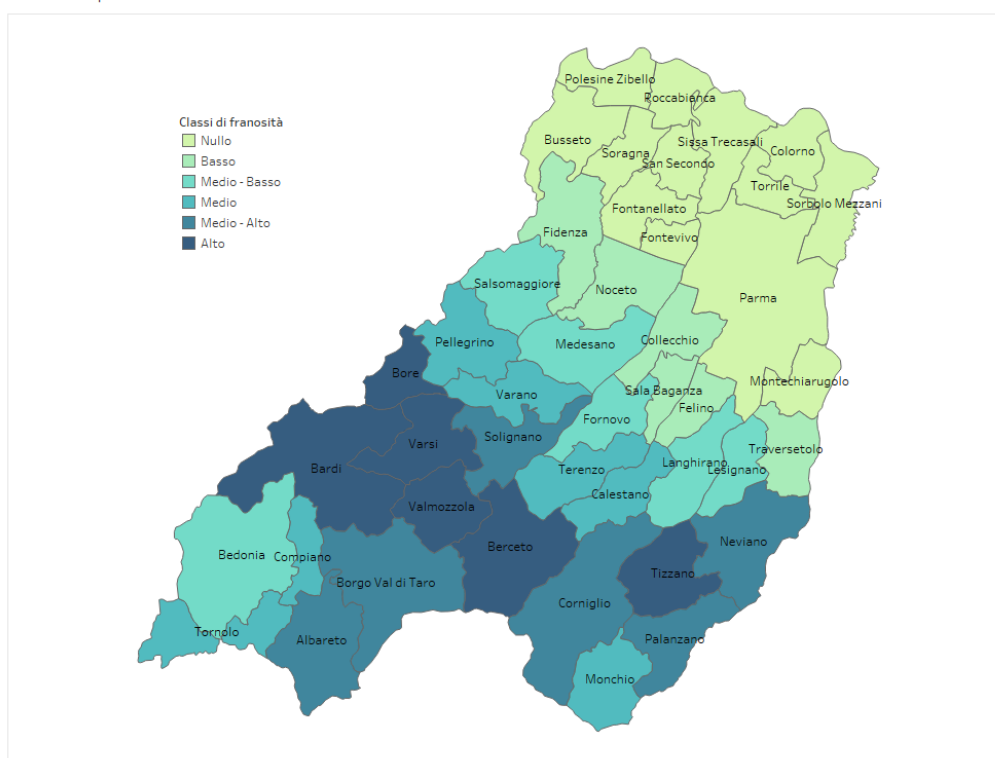 Classi di franosità
Nullo
Basso
Medio - Basso
Medio
Medio - Alto
Alto
Polesine Zibello
Roccabianca
Busseto
Soragna
Sissa Trecasali
San Secondo
Colorno
Torrile
Sorbolo Mezzani
Fontanellato
Fontevivo
Fidenza
Salsomaggiore
Noceto
Parma
Pellegrino
Medesano
Collecchio
Bore
Varano
Sala Baganza
Montechiarugolo
Felino
Fornovo
Solignano
Varsi
Traversetolo
Bardi
Terenzo
Langhirano
Lesignano
Calestano
Valmozzola
Neviano
Berceto
Bedonia
Compiano
Tizzano
Borgo Val di Taro
Corniglio
Tornolo
Albareto
Palanzano
Monchio